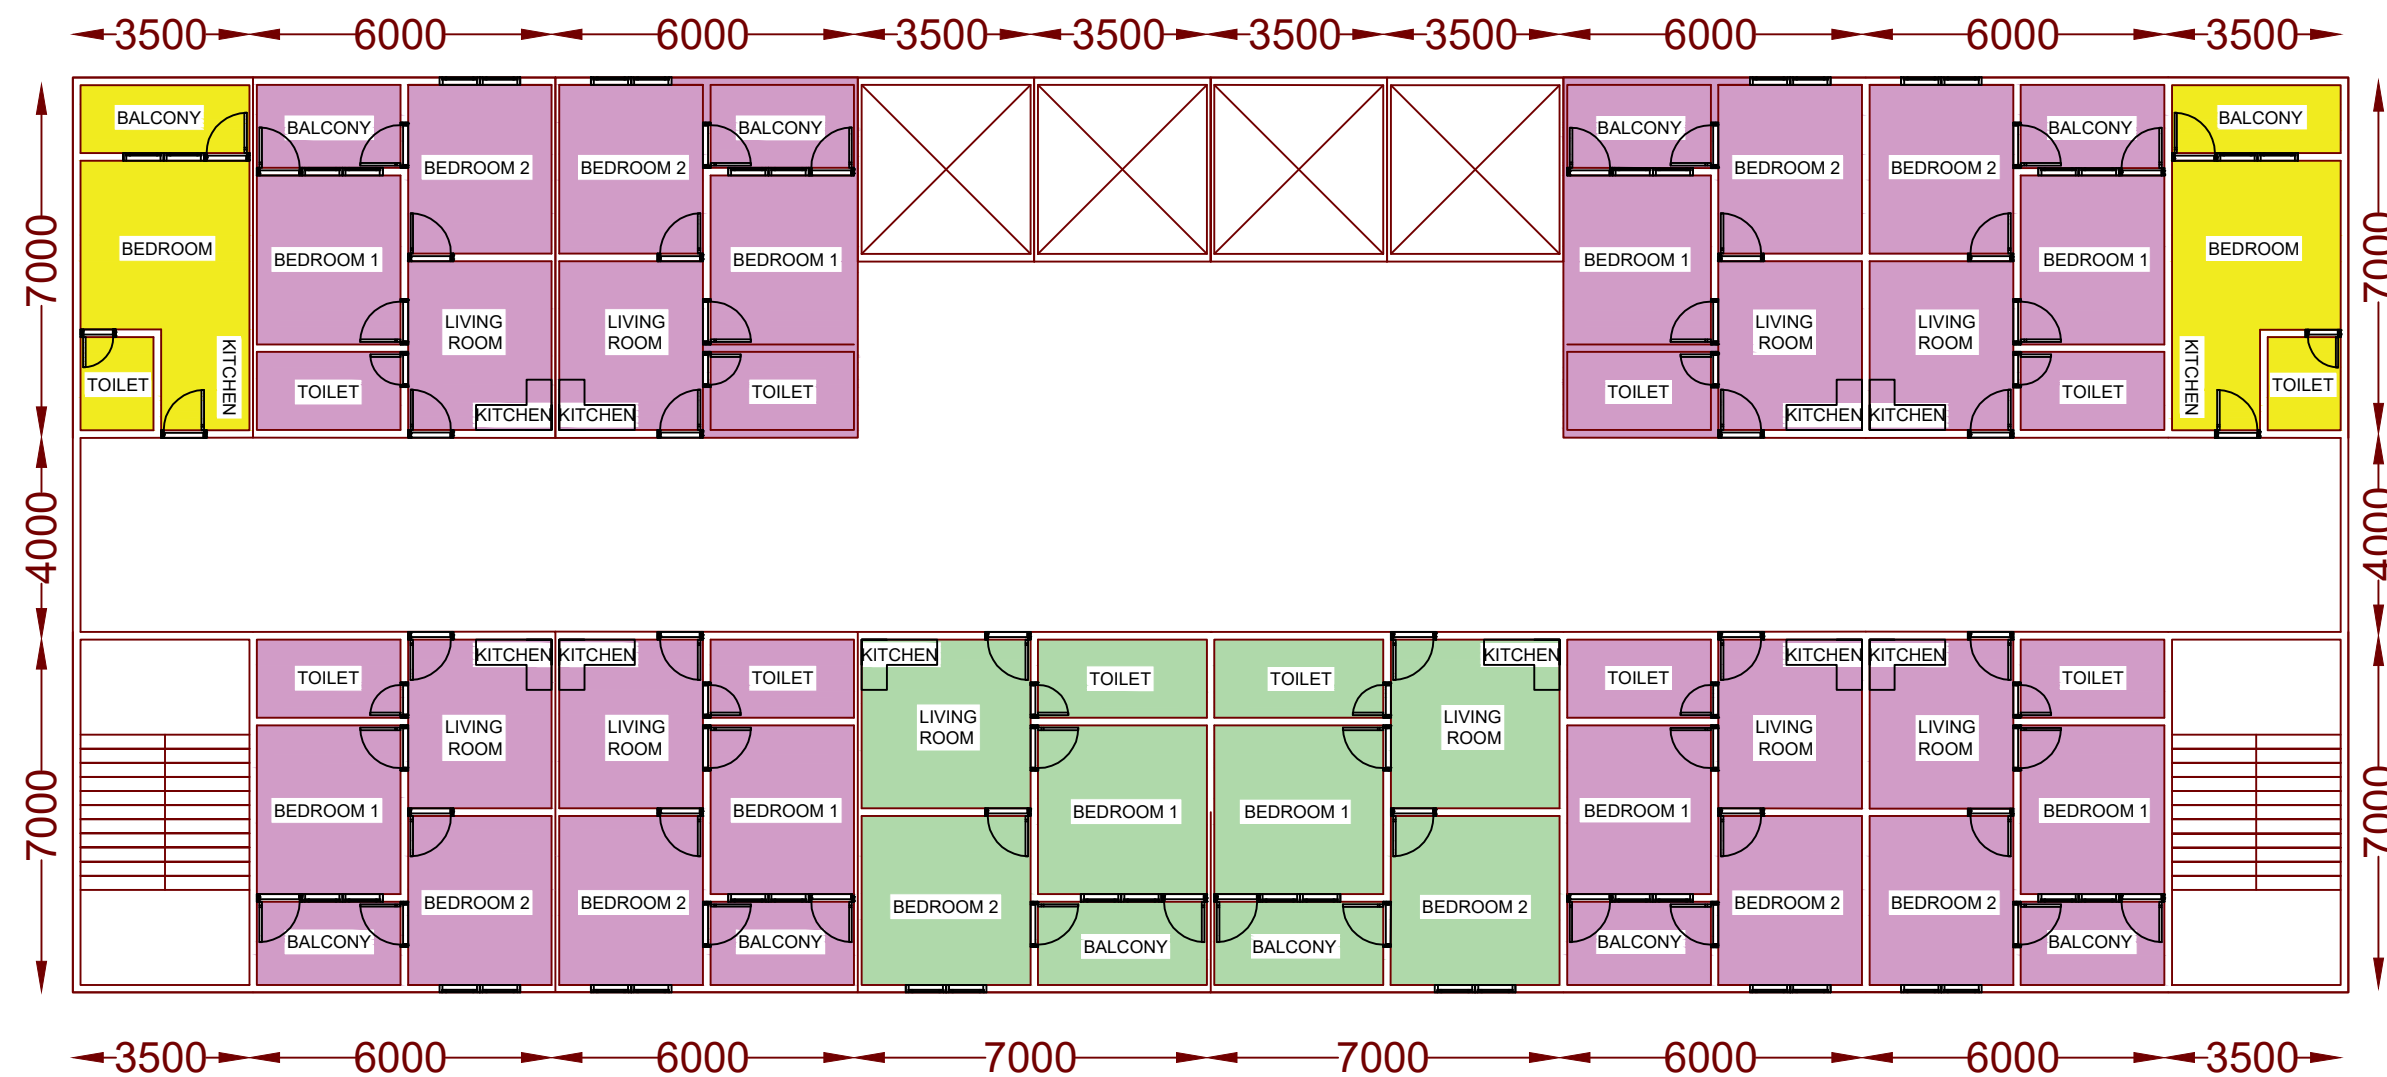 3500 6000 6000 3500 3500 3500 3500 6000 6000 3500
BALCONY BALCONY BALCONY BALCONY BALCONY BALCONY
BEDROOM 2 BEDROOM 2 BEDROOM 2 BEDROOM 2
7000 BEDROOM BEDROOM 1 BEDROOM 1 BEDROOM 1 BEDROOM 1 BEDROOM 7000
LIVING LIVING LIVING LIVING
ROOM ROOM ROOM ROOM
KITCHEN KITCHEN
TOILET TOILET TOILET TOILET TOILET TOILET
KITCHEN KITCHEN KITCHEN KITCHEN
4000 4000
KITCHEN KITCHEN KITCHEN KITCHEN KITCHEN KITCHEN
TOILET TOILET TOILET TOILET TOILET TOILET
LIVING LIVING LIVING LIVING LIVING LIVING
ROOM ROOM ROOM ROOM ROOM ROOM
7000 BEDROOM 1 BEDROOM 1 BEDROOM 1 BEDROOM 1 BEDROOM 1 BEDROOM 1 7000
BEDROOM 2 BEDROOM 2 BEDROOM 2 BEDROOM 2 BEDROOM 2 BEDROOM 2
BALCONY BALCONY BALCONY BALCONY BALCONY BALCONY
3500 6000 6000 7000 7000 6000 6000 3500